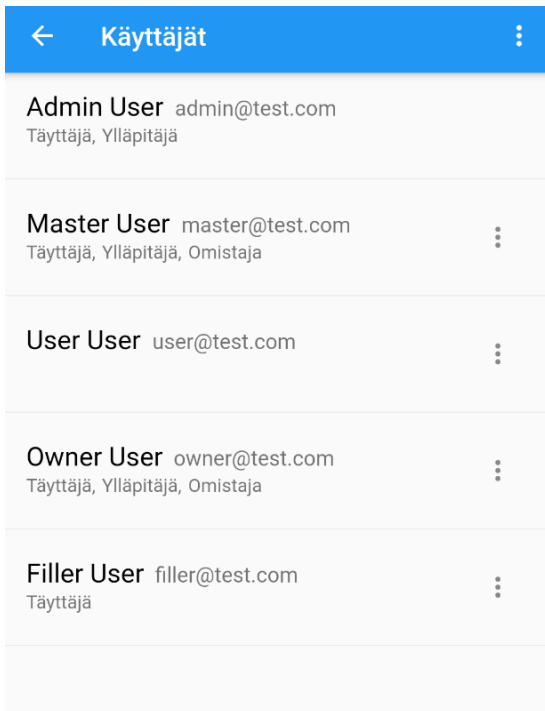 Käyttäjät
Admin User admin@test.com
Täyttäjä, Ylläpitäjä
Master User master@test.com
Täyttäjä, Ylläpitäjä, Omistaja
User User user@test.com
Owner User owner@test.com
Täyttäjä, Ylläpitäjä, Omistaja
Filler User filler@test.com
Täyttäjä